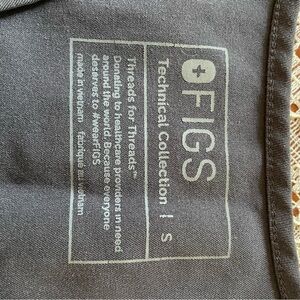 FIGS
Technical Collection | S
Threads for Threads™
Donating to healthcare providers in need
around the world. Because everyone
deserves to #wearFIGS
made in vietnam fabriqué au vietnam